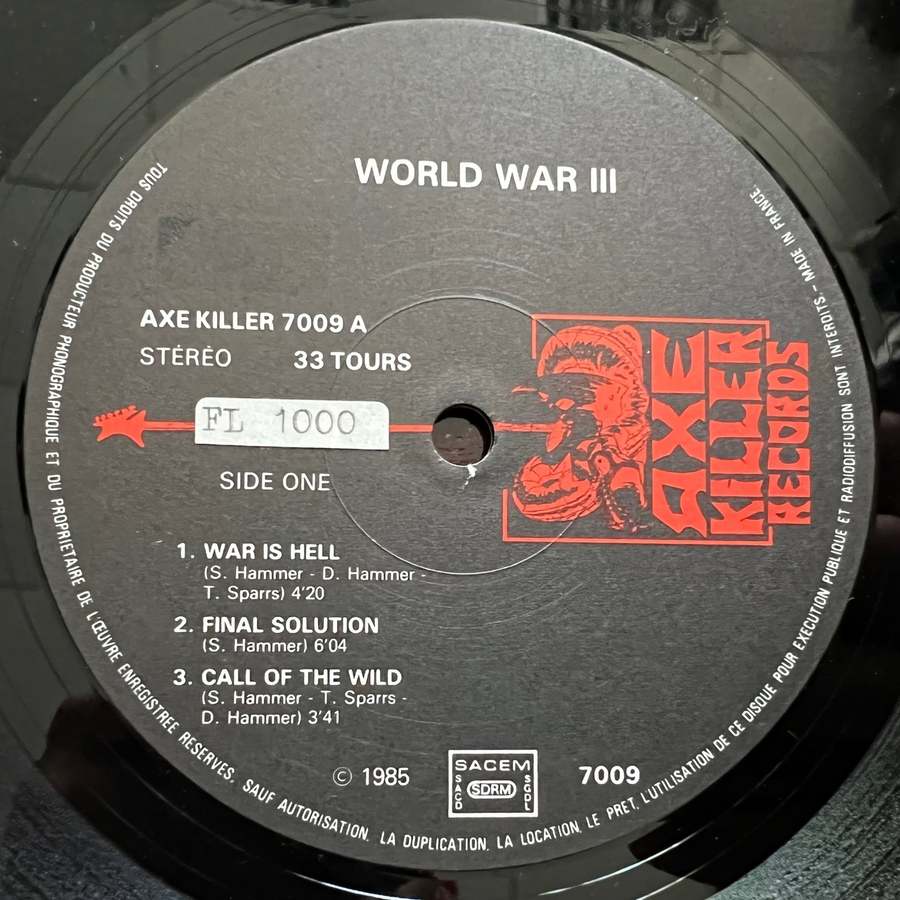 WORLD WAR III
AXE KILLER 7009 A
STÉRÉO 33 TOURS
FL 1000
SIDE ONE
AXE
KILLER
RECORDS
1. WAR IS HELL
(S. Hammer - D. Hammer -
T. Sparrs) 4'20
2. FINAL SOLUTION
(S. Hammer) 6'04
3. CALL OF THE WILD
(S. Hammer - T. Sparrs -
D. Hammer) 3'41
© 1985
SACEM
SACD
SDRM
SGDL
7009
TOUS DROITS DU PRODUCTEUR PHONOGRAPHIQUE ET DU PROPRIETAIRE DE L'ŒUVRE ENREGISTREE RESERVES. SAUF AUTORISATION, LA DUPLICATION, LA LOCATION, LE PRET, L'UTILISATION DE CE DISQUE POUR EXECUTION PUBLIQUE ET RADIODIFFUSION SONT INTERDITS. - MADE IN FRANCE.